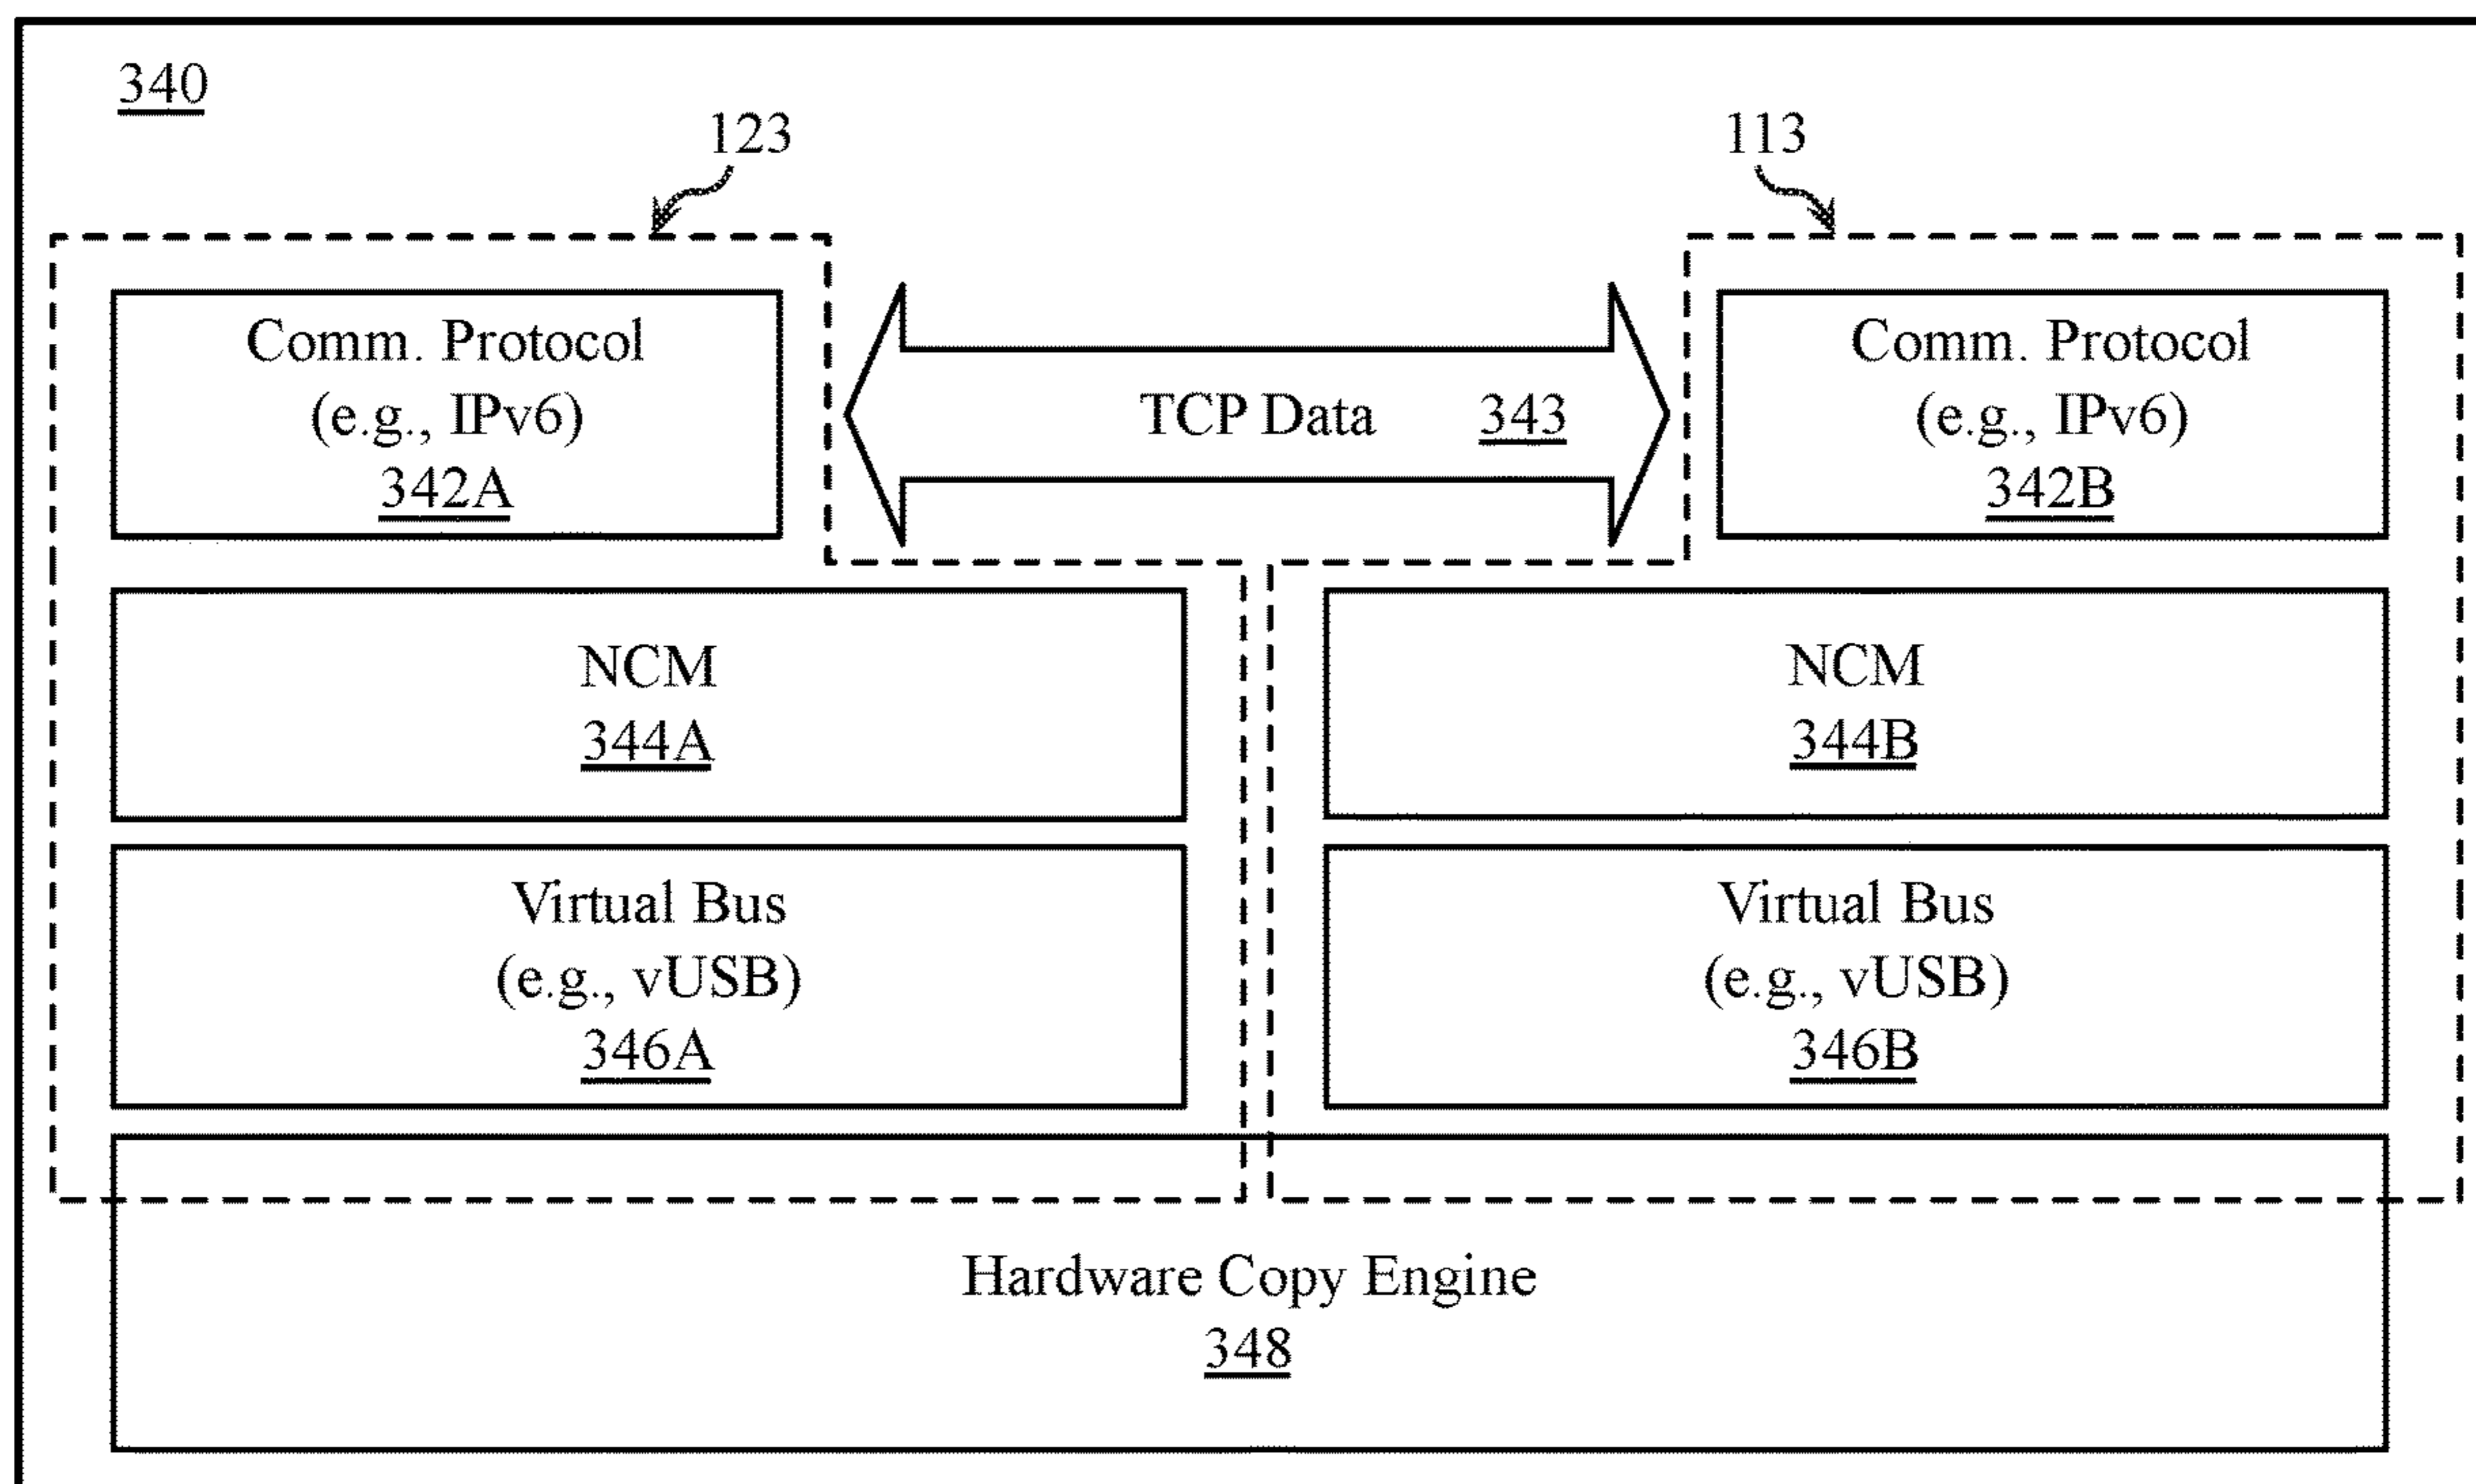 340
123
113
Comm. Protocol
(e.g., IPv6)
342A
TCP Data 343
Comm. Protocol
(e.g., IPv6)
342B
NCM
344A
NCM
344B
Virtual Bus
(e.g., vUSB)
346A
Virtual Bus
(e.g., vUSB)
346B
Hardware Copy Engine
348